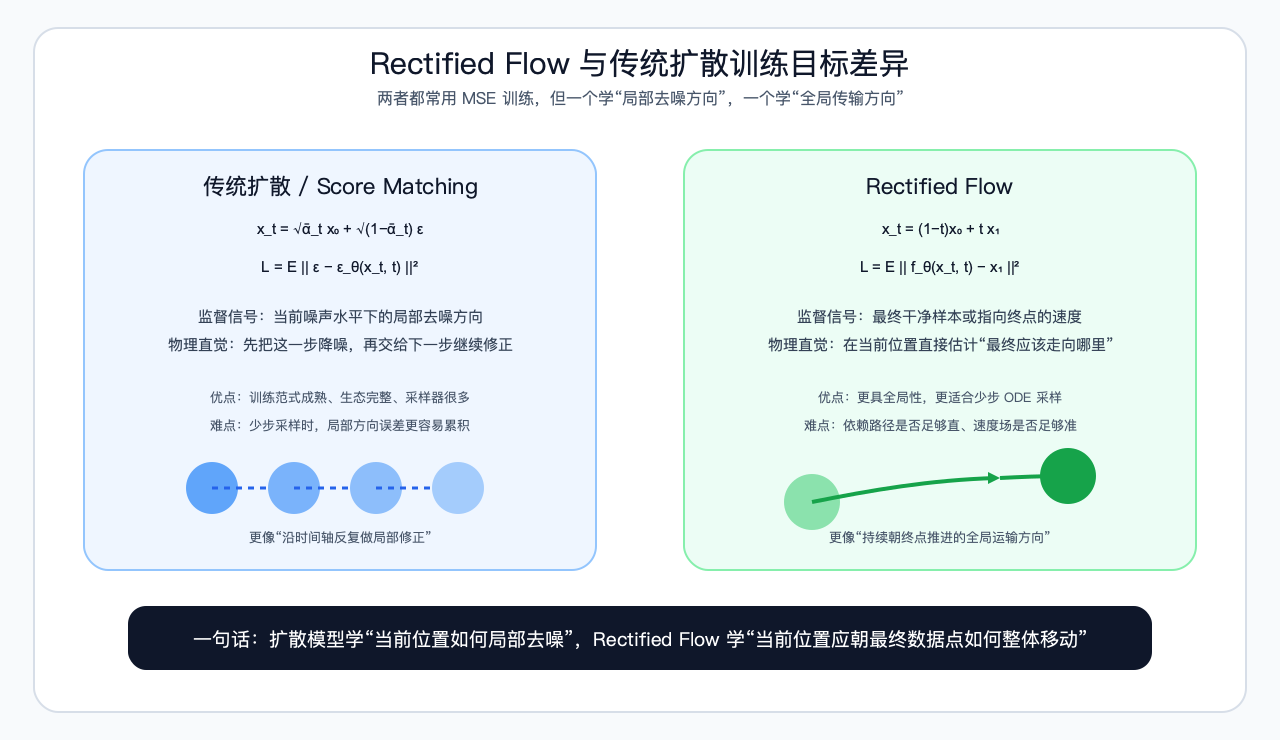 Rectified Flow 与传统扩散训练目标差异
两者都常用 MSE 训练，但一个学“局部去噪方向”，一个学“全局传输方向”
传统扩散 / Score Matching
x_t = √ᾱ_t x₀ + √(1−ᾱ_t) ε
L = E || ε − ε_θ(x_t, t) ||²
监督信号：当前噪声水平下的局部去噪方向
物理直觉：先把这一步降噪，再交给下一步继续修正
优点：训练范式成熟、生态完整、采样器很多
难点：少步采样时，局部方向误差更容易累积
更像“沿时间轴反复做局部修正”
Rectified Flow
x_t = (1−t)x₀ + t x₁
L = E || f_θ(x_t, t) − x₁ ||²
监督信号：最终干净样本或指向终点的速度
物理直觉：在当前位置直接估计“最终应该走向哪里”
优点：更具全局性，更适合少步 ODE 采样
难点：依赖路径是否足够直、速度场是否足够准
更像“持续朝终点推进的全局运输方向”
一句话：扩散模型学“当前位置如何局部去噪”，Rectified Flow 学“当前位置应朝最终数据点如何整体移动”